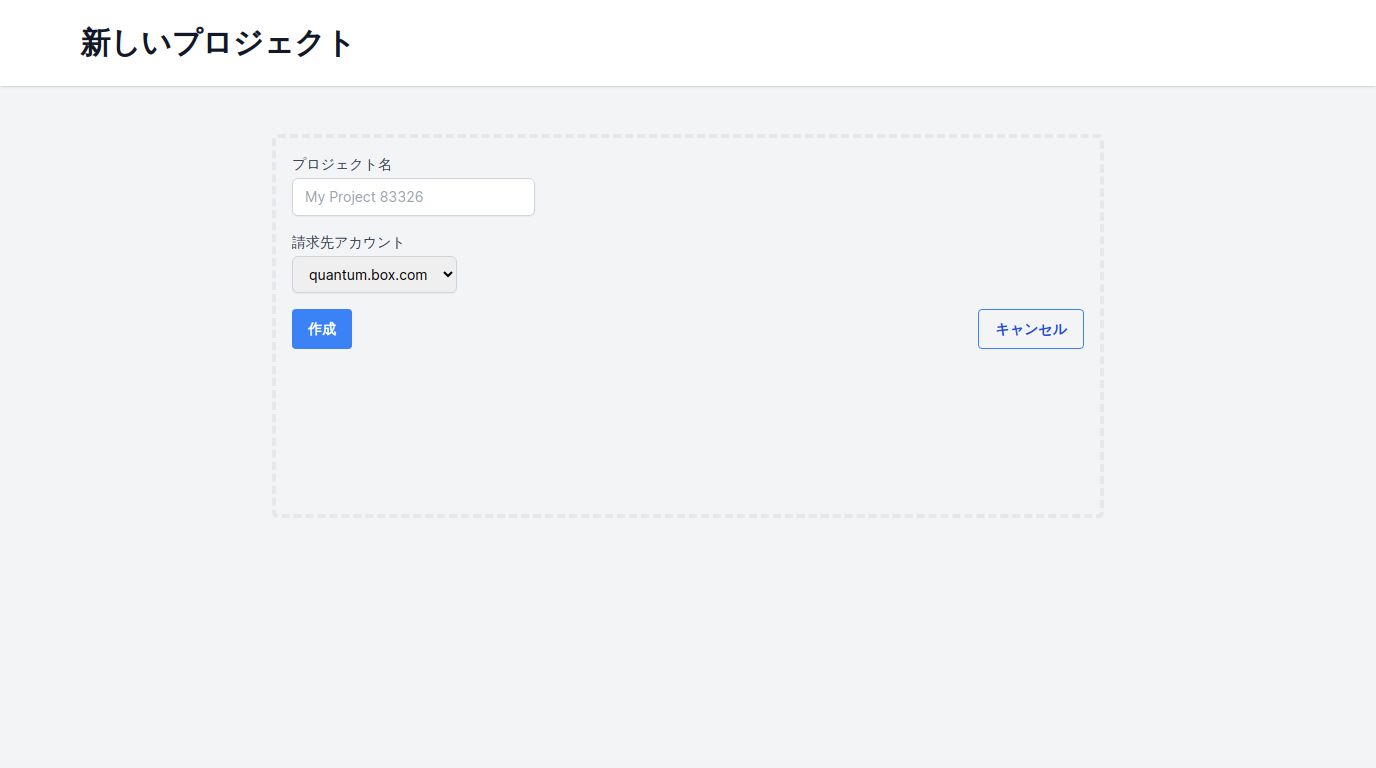 新しいプロジェクト
プロジェクト名
My Project 83326
請求先アカウント
quantum.box.com
作成
キャンセル